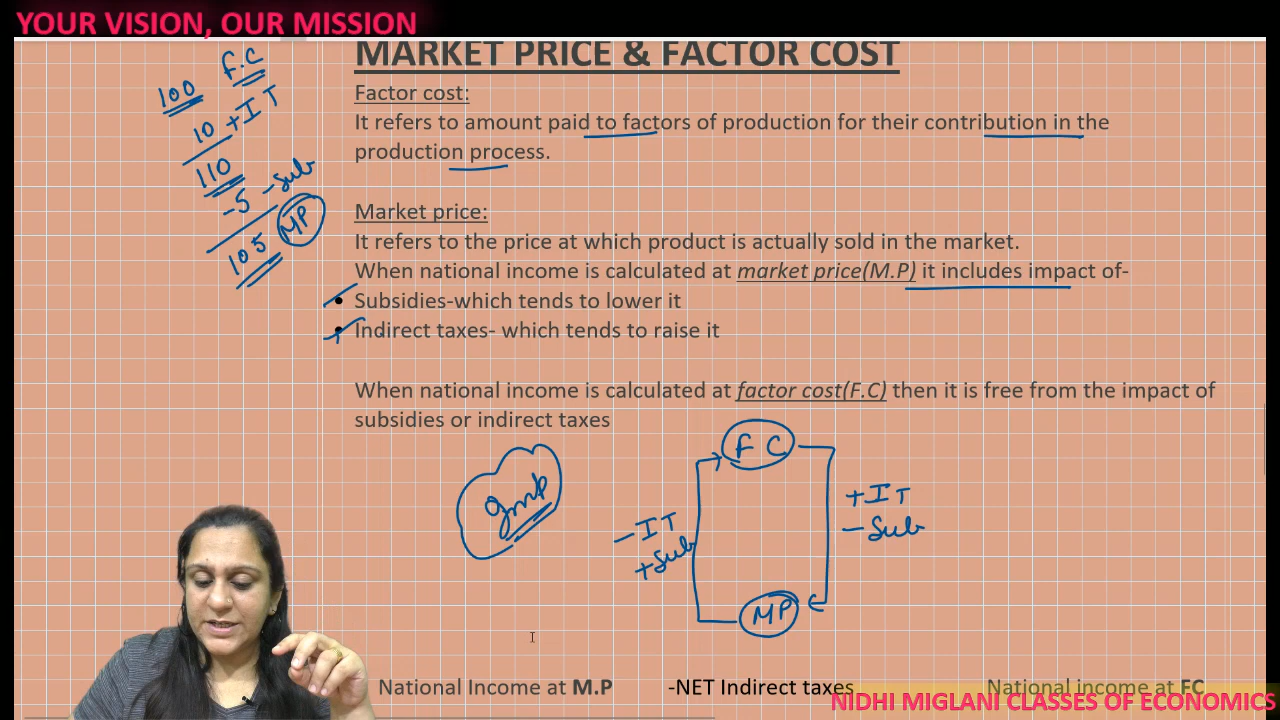 YOUR VISION, OUR MISSION
MARKET PRICE & FACTOR COST
100 F.C
10 +IT
110
-5 -Sub
105 MP
Factor cost:
It refers to amount paid to factors of production for their contribution in the
production process.
Market price:
It refers to the price at which product is actually sold in the market.
When national income is calculated at market price(M.P) it includes impact of-
• Subsidies-which tends to lower it
• Indirect taxes- which tends to raise it
When national income is calculated at factor cost(F.C) then it is free from the impact of
subsidies or indirect taxes
FC
gmp
-IT
+Sub
+IT
-Sub
MP
National Income at M.P -NET Indirect taxes National income at FC
NIDHI MIGLANI CLASSES OF ECONOMICS